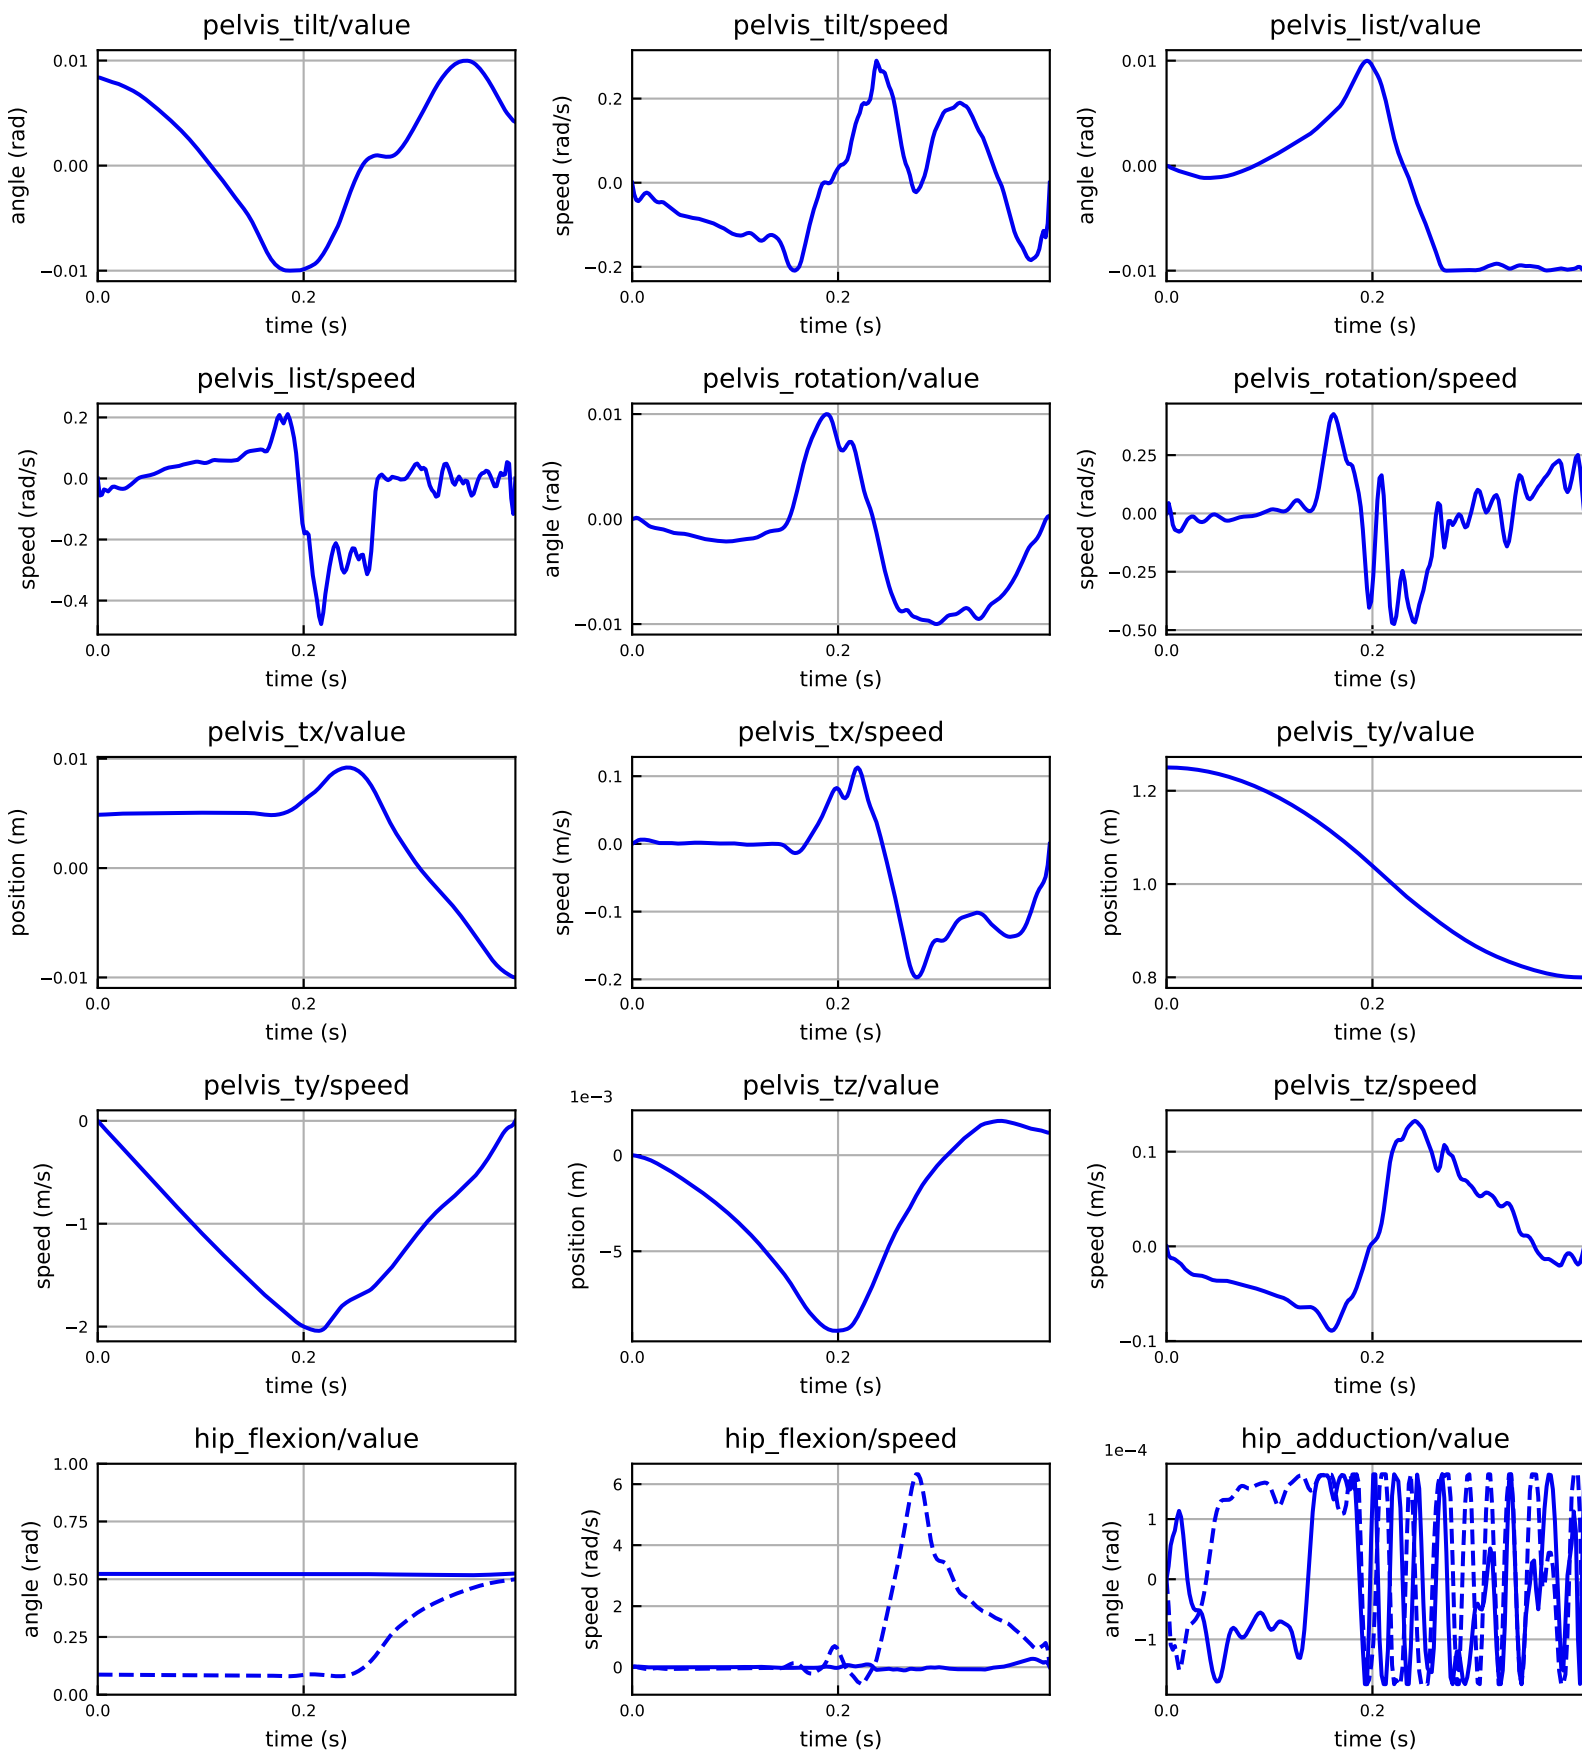 pelvis_tilt/value
pelvis_tilt/speed
pelvis_list/value
angle (rad)
0.01
0.00
−0.01
0.0
0.2
time (s)
speed (rad/s)
0.2
0.0
−0.2
0.0
0.2
time (s)
angle (rad)
0.01
0.00
−0.01
0.0
0.2
time (s)
pelvis_list/speed
pelvis_rotation/value
pelvis_rotation/speed
speed (rad/s)
0.2
0.0
−0.2
−0.4
0.0
0.2
time (s)
angle (rad)
0.01
0.00
−0.01
0.0
0.2
time (s)
speed (rad/s)
0.25
0.00
−0.25
−0.50
0.0
0.2
time (s)
pelvis_tx/value
pelvis_tx/speed
pelvis_ty/value
position (m)
0.01
0.00
−0.01
0.0
0.2
time (s)
speed (m/s)
0.1
0.0
−0.1
−0.2
0.0
0.2
time (s)
position (m)
1.2
1.0
0.8
0.0
0.2
time (s)
pelvis_ty/speed
pelvis_tz/value
pelvis_tz/speed
speed (m/s)
0
−1
−2
0.0
0.2
time (s)
1e−3
position (m)
0
−5
0.0
0.2
time (s)
speed (m/s)
0.1
0.0
−0.1
0.0
0.2
time (s)
hip_flexion/value
hip_flexion/speed
hip_adduction/value
angle (rad)
1.00
0.75
0.50
0.25
0.00
0.0
0.2
time (s)
speed (rad/s)
6
4
2
0
0.0
0.2
time (s)
1e−4
angle (rad)
1
0
−1
0.0
0.2
time (s)